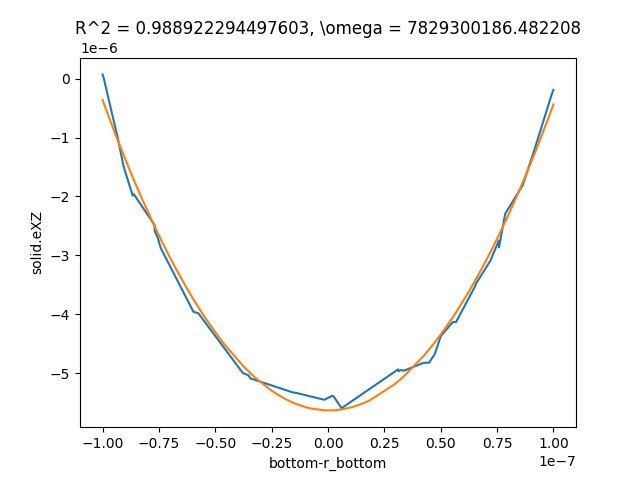 R^2 = 0.988922294497603, \omega = 7829300186.482208
1e−6
0
−1
−2
−3
−4
−5
solid.eXZ
−1.00 −0.75 −0.50 −0.25 0.00 0.25 0.50 0.75 1.00
bottom-r_bottom
1e−7